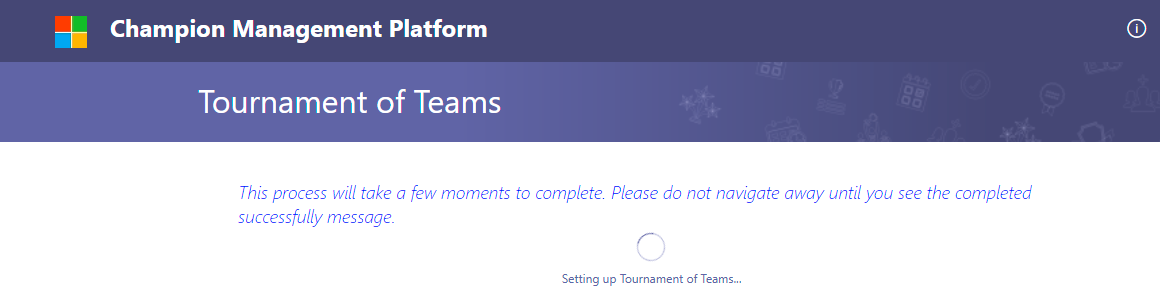 Champion Management Platform
Tournament of Teams
This process will take a few moments to complete. Please do not navigate away until you see the completed
successfully message.
Setting up Tournament of Teams...